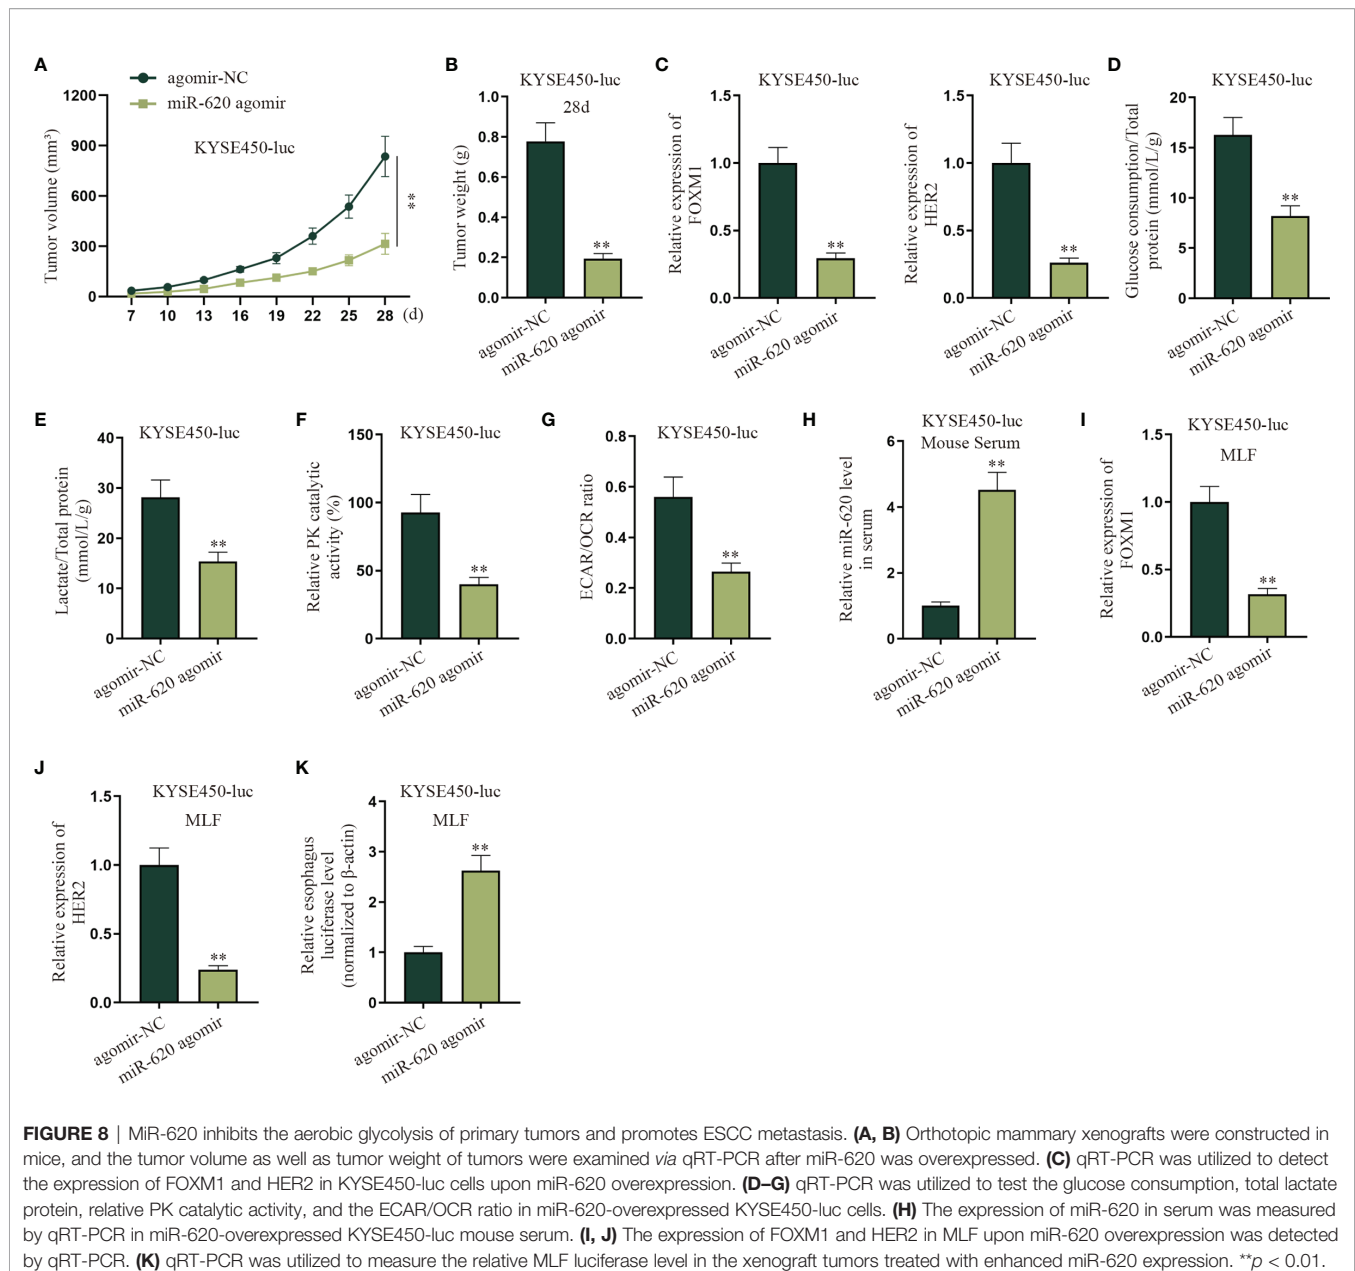 A
agomir-NC
miR-620 agomir
KYSE450-luc
Tumor volume (mm³)
1200
900
600
300
0
7 10 13 16 19 22 25 28 (d)
**
B
KYSE450-luc
28d
Tumor weight (g)
1.0
0.8
0.6
0.4
0.2
0.0
**
agomir-NC
miR-620 agomir
C
KYSE450-luc
Relative expression of
FOXM1
1.5
1.0
0.5
0.0
**
agomir-NC
miR-620 agomir
KYSE450-luc
Relative expression of
HER2
1.5
1.0
0.5
0.0
**
agomir-NC
miR-620 agomir
D
KYSE450-luc
Glucose consumption/Total
protein (mmol/L/g)
20
15
10
5
0
**
agomir-NC
miR-620 agomir
E
KYSE450-luc
Lactate/Total protein
(mmol/L/g)
40
30
20
10
0
**
agomir-NC
miR-620 agomir
F
KYSE450-luc
Relative PK catalytic
activity (%)
150
100
50
0
**
agomir-NC
miR-620 agomir
G
KYSE450-luc
ECAR/OCR ratio
0.8
0.6
0.4
0.2
0.0
**
agomir-NC
miR-620 agomir
H
KYSE450-luc
Mouse Serum
Relative miR-620 level
in serum
6
4
2
0
**
agomir-NC
miR-620 agomir
I
KYSE450-luc
MLF
Relative expression of
FOXM1
1.5
1.0
0.5
0.0
**
agomir-NC
miR-620 agomir
J
KYSE450-luc
MLF
Relative expression of
HER2
1.5
1.0
0.5
0.0
**
agomir-NC
miR-620 agomir
K
KYSE450-luc
MLF
Relative esophagus
luciferase level
(normalized to β-actin)
4
3
2
1
0
**
agomir-NC
miR-620 agomir
FIGURE 8 | MiR-620 inhibits the aerobic glycolysis of primary tumors and promotes ESCC metastasis. (A, B) Orthotopic mammary xenografts were constructed in
mice, and the tumor volume as well as tumor weight of tumors were examined via qRT-PCR after miR-620 was overexpressed. (C) qRT-PCR was utilized to detect
the expression of FOXM1 and HER2 in KYSE450-luc cells upon miR-620 overexpression. (D–G) qRT-PCR was utilized to test the glucose consumption, total lactate
protein, relative PK catalytic activity, and the ECAR/OCR ratio in miR-620-overexpressed KYSE450-luc cells. (H) The expression of miR-620 in serum was measured
by qRT-PCR in miR-620-overexpressed KYSE450-luc mouse serum. (I, J) The expression of FOXM1 and HER2 in MLF upon miR-620 overexpression was detected
by qRT-PCR. (K) qRT-PCR was utilized to measure the relative MLF luciferase level in the xenograft tumors treated with enhanced miR-620 expression. **p < 0.01.